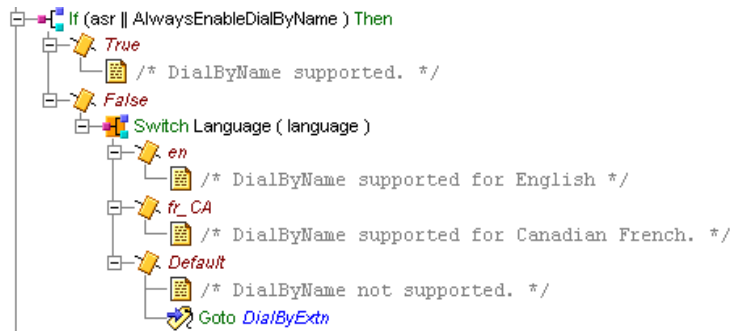 If (asr || AlwaysEnableDialByName ) Then
True
/* DialByName supported. */
False
Switch Language ( language )
en
/* DialByName supported for English */
fr_CA
/* DialByName supported for Canadian French. */
Default
/* DialByName not supported. */
Goto DialByExtn